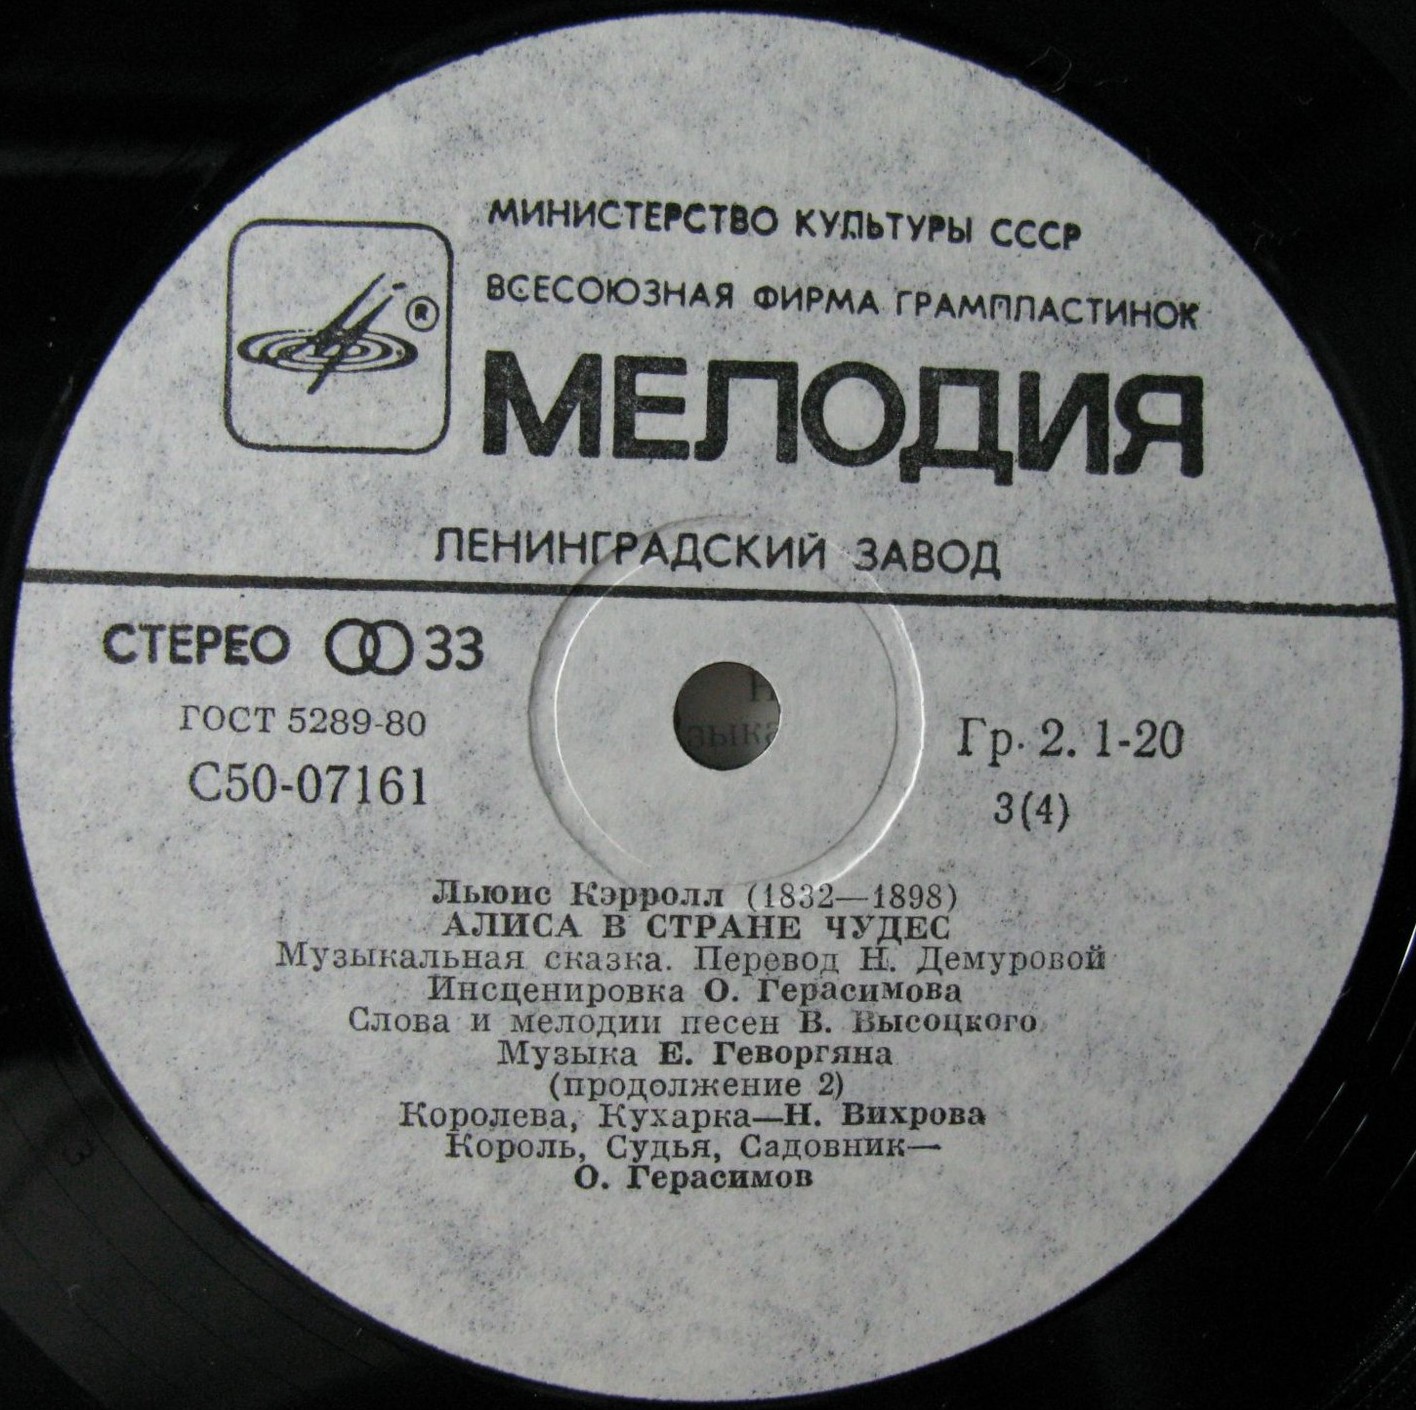 МИНИСТЕРСТВО КУЛЬТУРЫ СССР
ВСЕСОЮЗНАЯ ФИРМА ГРАМПЛАСТИНОК
®
МЕЛОДИЯ
ЛЕНИНГРАДСКИЙ ЗАВОД
СТЕРЕО 33
ГОСТ 5289-80
С50-07161
Гр. 2. 1-20
3(4)
Льюис Кэрролл (1832—1898)
АЛИСА В СТРАНЕ ЧУДЕС
Музыкальная сказка. Перевод Н. Демуровой
Инсценировка О. Герасимова
Слова и мелодии песен В. Высоцкого
Музыка Е. Геворгяна
(продолжение 2)
Королева, Кухарка—Н. Вихрова
Король, Судья, Садовник—
О. Герасимов